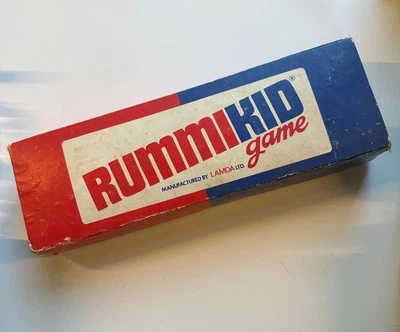 RUMMIKID®
game
MANUFACTURED BY LAMDA LTD.